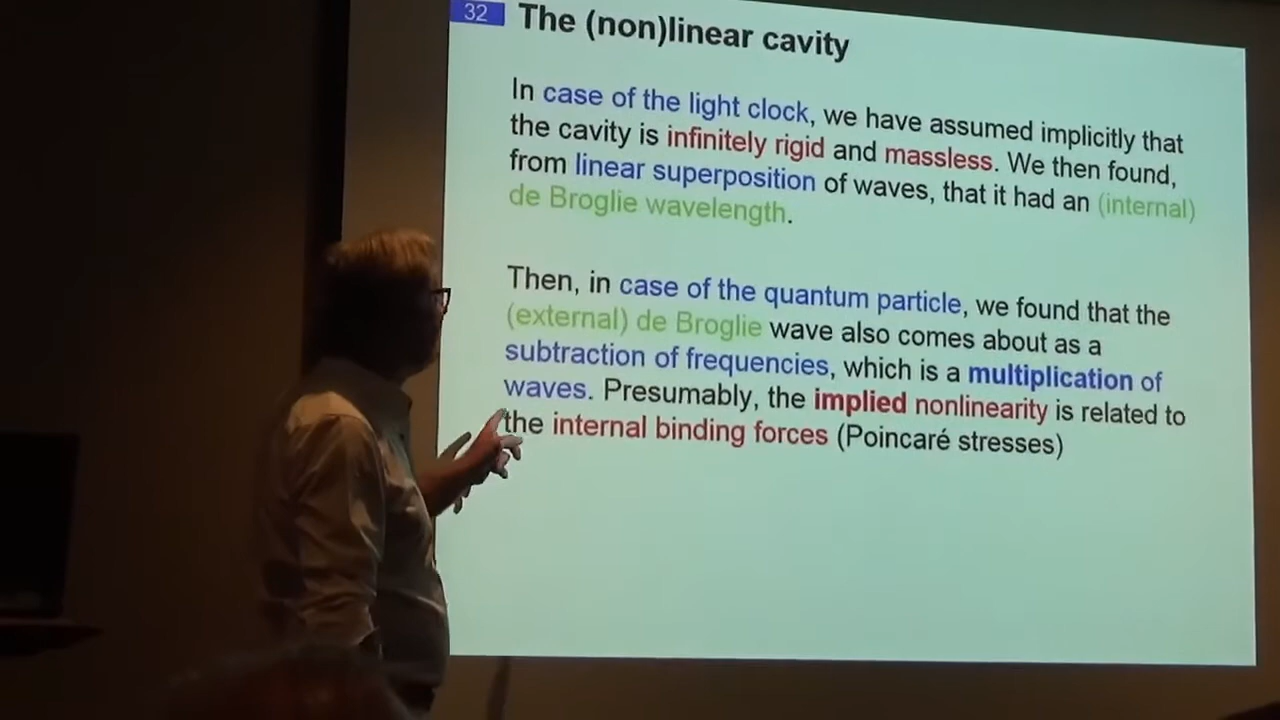 32 The (non)linear cavity
In case of the light clock, we have assumed implicitly that
the cavity is infinitely rigid and massless. We then found,
from linear superposition of waves, that it had an (internal)
de Broglie wavelength.
Then, in case of the quantum particle, we found that the
(external) de Broglie wave also comes about as a
subtraction of frequencies, which is a multiplication of
waves. Presumably, the implied nonlinearity is related to
the internal binding forces (Poincaré stresses)